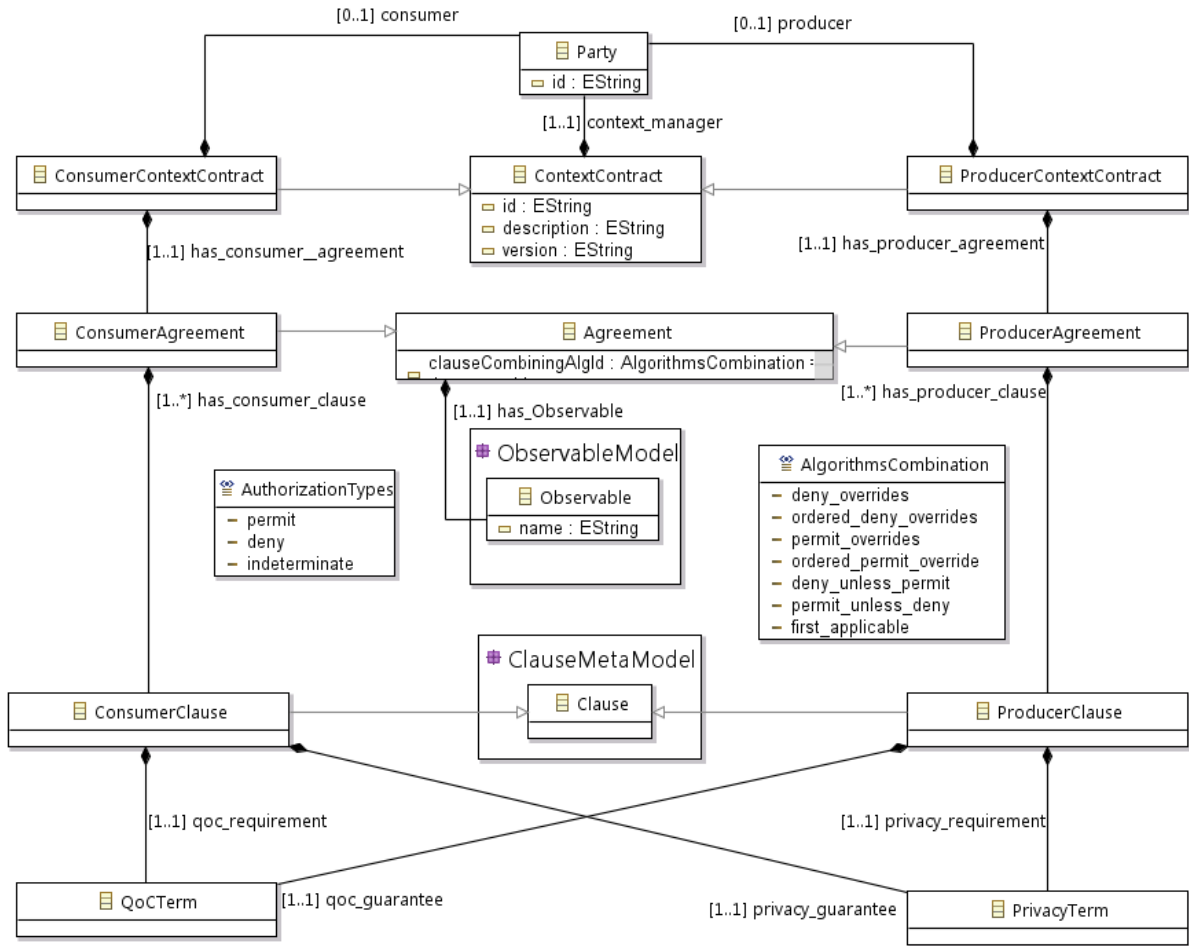 [0..1] consumer
[0..1] producer
Party
id : EString
[1..1] context_manager
ConsumerContextContract
ContextContract
ProducerContextContract
id : EString
description : EString
version : EString
[1..1] has_consumer__agreement
[1..1] has_producer_agreement
ConsumerAgreement
Agreement
ProducerAgreement
clauseCombiningAlgId : AlgorithmsCombination =
[1..*] has_consumer_clause
[1..*] has_producer_clause
[1..1] has_Observable
ObservableModel
Observable
name : EString
AuthorizationTypes
permit
deny
indeterminate
AlgorithmsCombination
deny_overrides
ordered_deny_overrides
permit_overrides
ordered_permit_override
deny_unless_permit
permit_unless_deny
first_applicable
ClauseMetaModel
Clause
ConsumerClause
ProducerClause
[1..1] qoc_requirement
[1..1] privacy_requirement
QoCTerm
[1..1] qoc_guarantee
[1..1] privacy_guarantee
PrivacyTerm